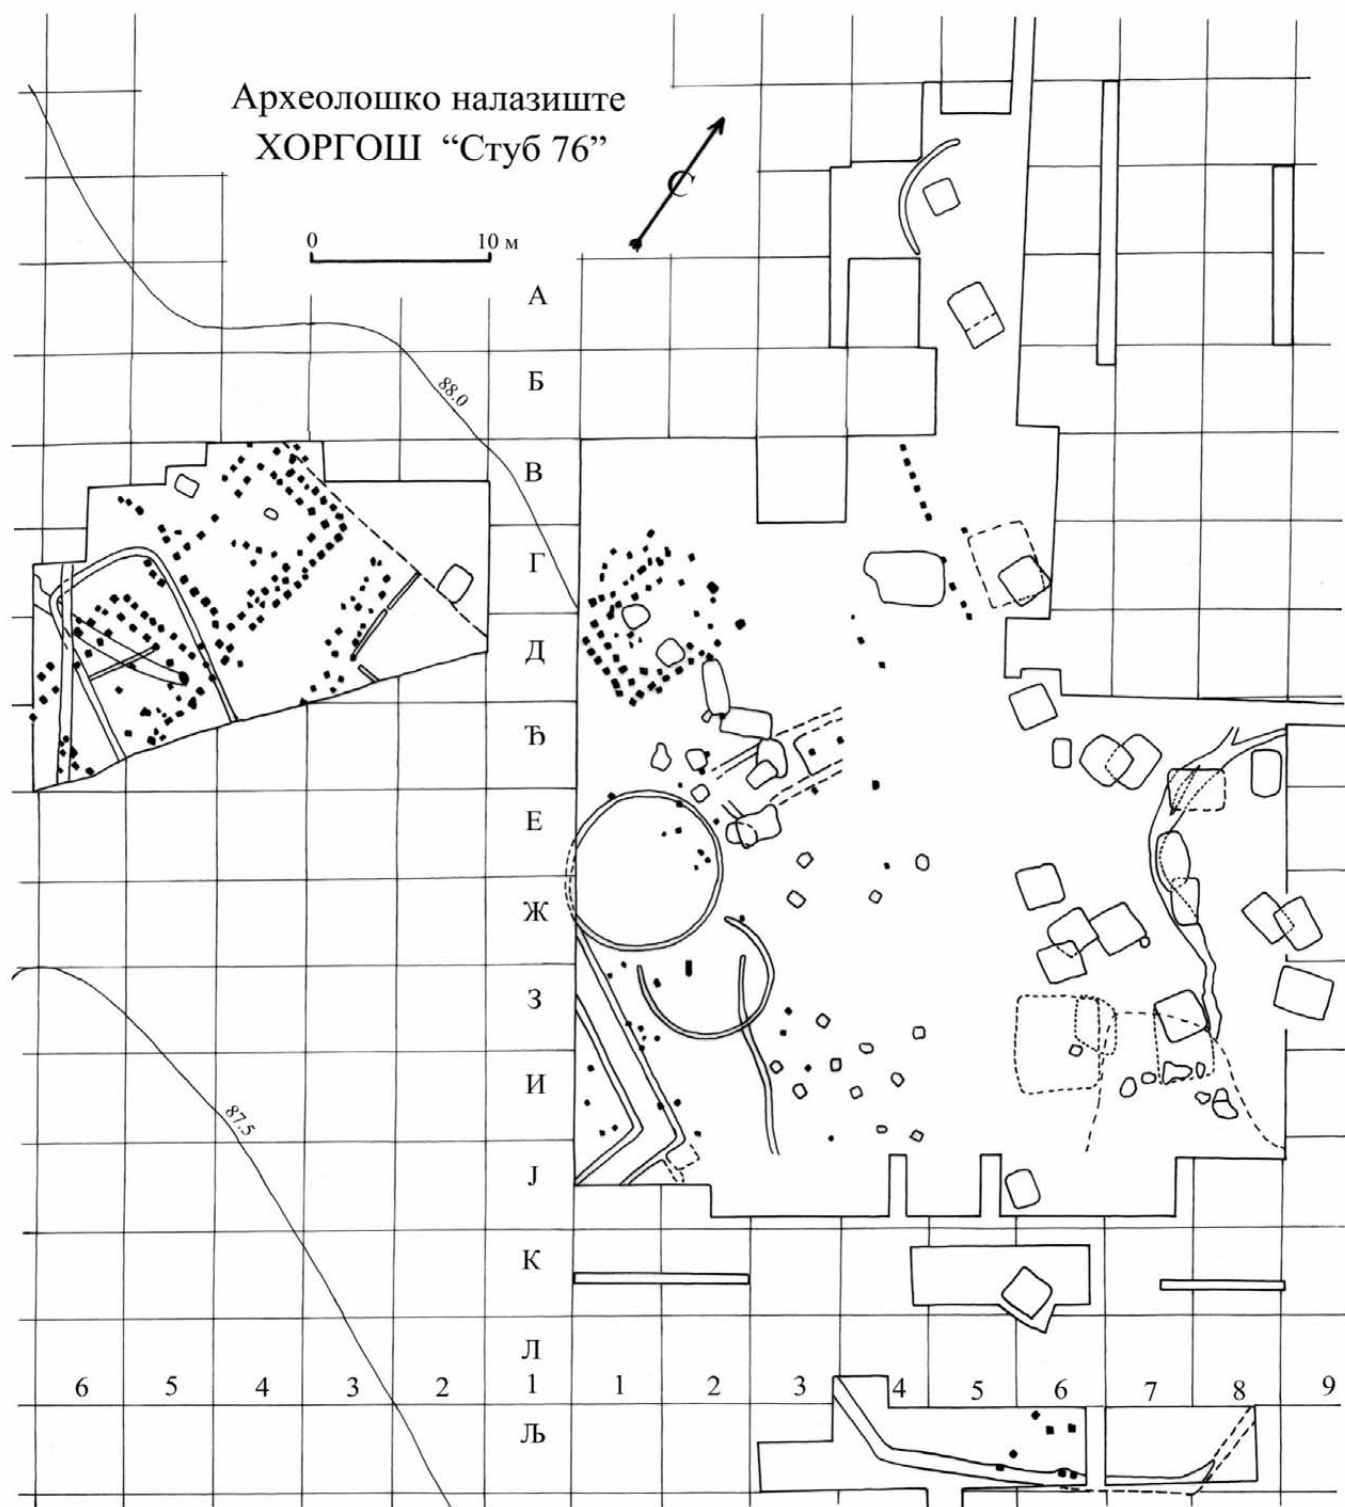 Археолошко налазиште
ХОРГОШ “Стуб 76”
С
0 10 м
А
Б
88.0
В
Г
Д
Ђ
Е
Ж
З
И
87.5
Ј
К
Л
6 5 4 3 2 1 1 2 3 4 5 6 7 8 9
Љ